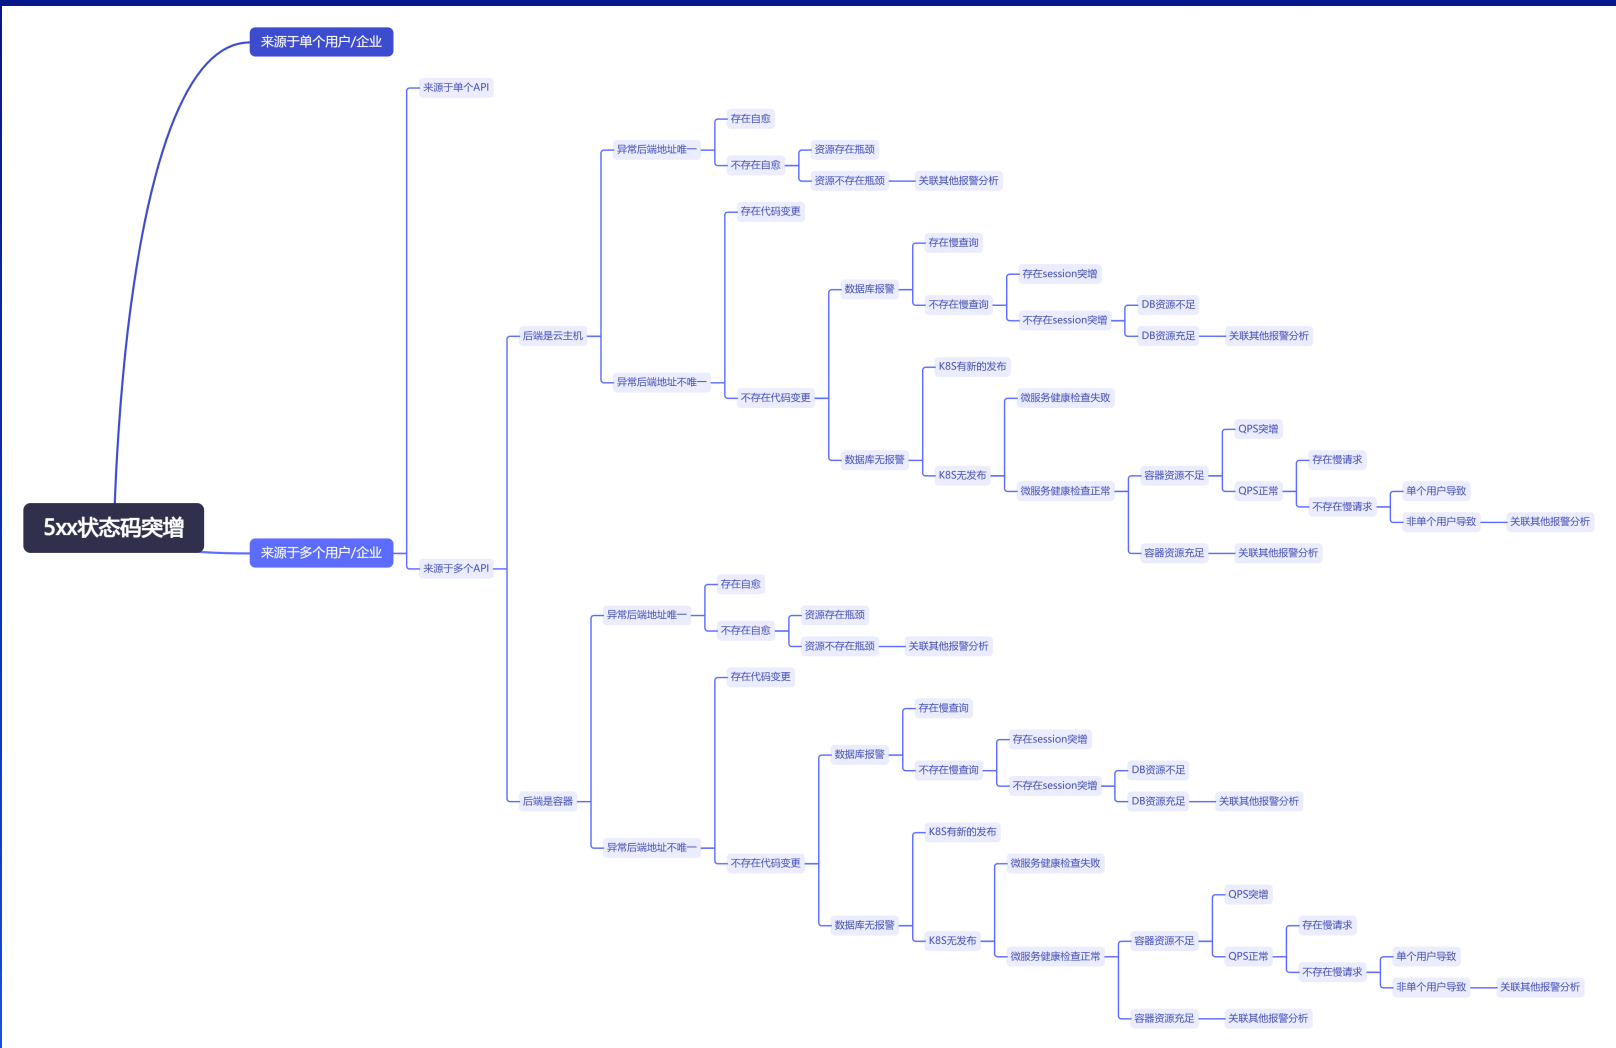 5xx状态码突增
来源于单个用户/企业
来源于多个用户/企业
来源于单个API
来源于多个API
后端是云主机
异常后端地址唯一
存在自愈
不存在自愈
资源存在瓶颈
资源不存在瓶颈
关联其他报警分析
异常后端地址不唯一
存在代码变更
不存在代码变更
数据库报警
存在慢查询
不存在慢查询
存在session突增
不存在session突增
DB资源不足
DB资源充足
关联其他报警分析
数据库无报警
K8S有新的发布
K8S无发布
微服务健康检查失败
微服务健康检查正常
容器资源不足
QPS突增
QPS正常
存在慢请求
不存在慢请求
单个用户导致
非单个用户导致
关联其他报警分析
容器资源充足
关联其他报警分析
后端是容器
异常后端地址唯一
存在自愈
不存在自愈
资源存在瓶颈
资源不存在瓶颈
关联其他报警分析
异常后端地址不唯一
存在代码变更
不存在代码变更
数据库报警
存在慢查询
不存在慢查询
存在session突增
不存在session突增
DB资源不足
DB资源充足
关联其他报警分析
数据库无报警
K8S有新的发布
K8S无发布
微服务健康检查失败
微服务健康检查正常
容器资源不足
QPS突增
QPS正常
存在慢请求
不存在慢请求
单个用户导致
非单个用户导致
关联其他报警分析
容器资源充足
关联其他报警分析